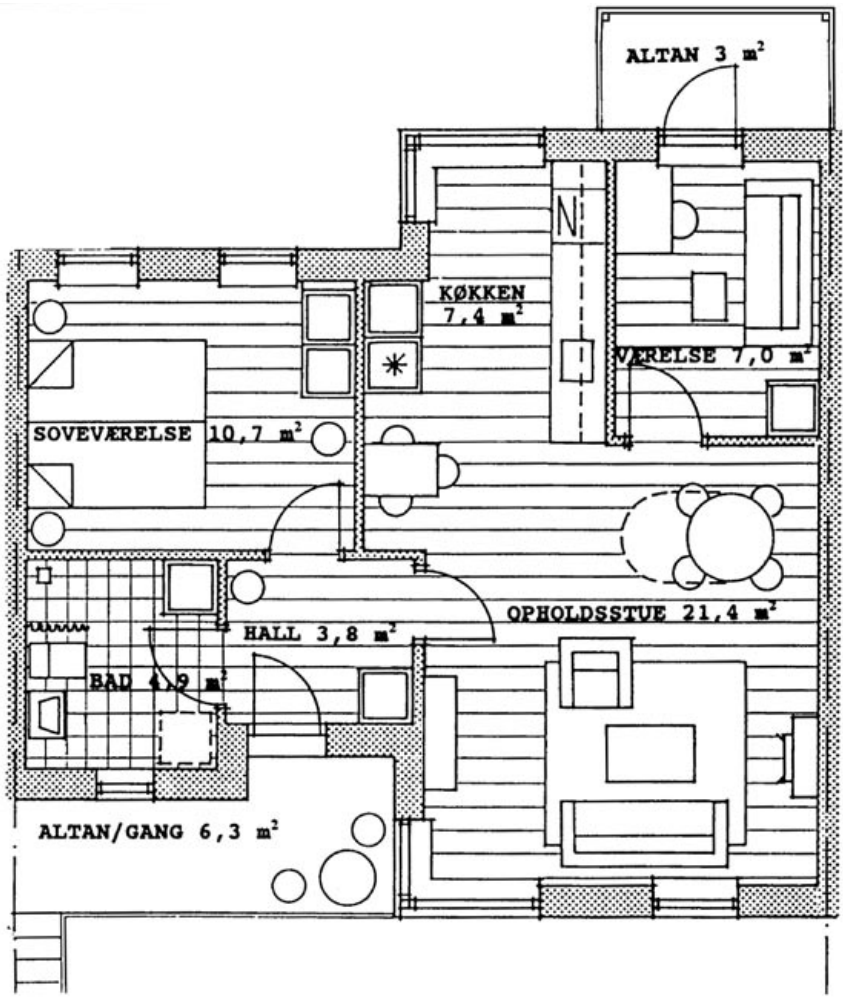 ALTAN 3 m²
KØKKEN
7,4 m²
N
VÆRELSE 7,0 m²
SOVEVÆRELSE 10,7 m²
OPHOLDSSTUE 21,4 m²
HALL 3,8 m²
BAD 4,9 m²
ALTAN/GANG 6,3 m²